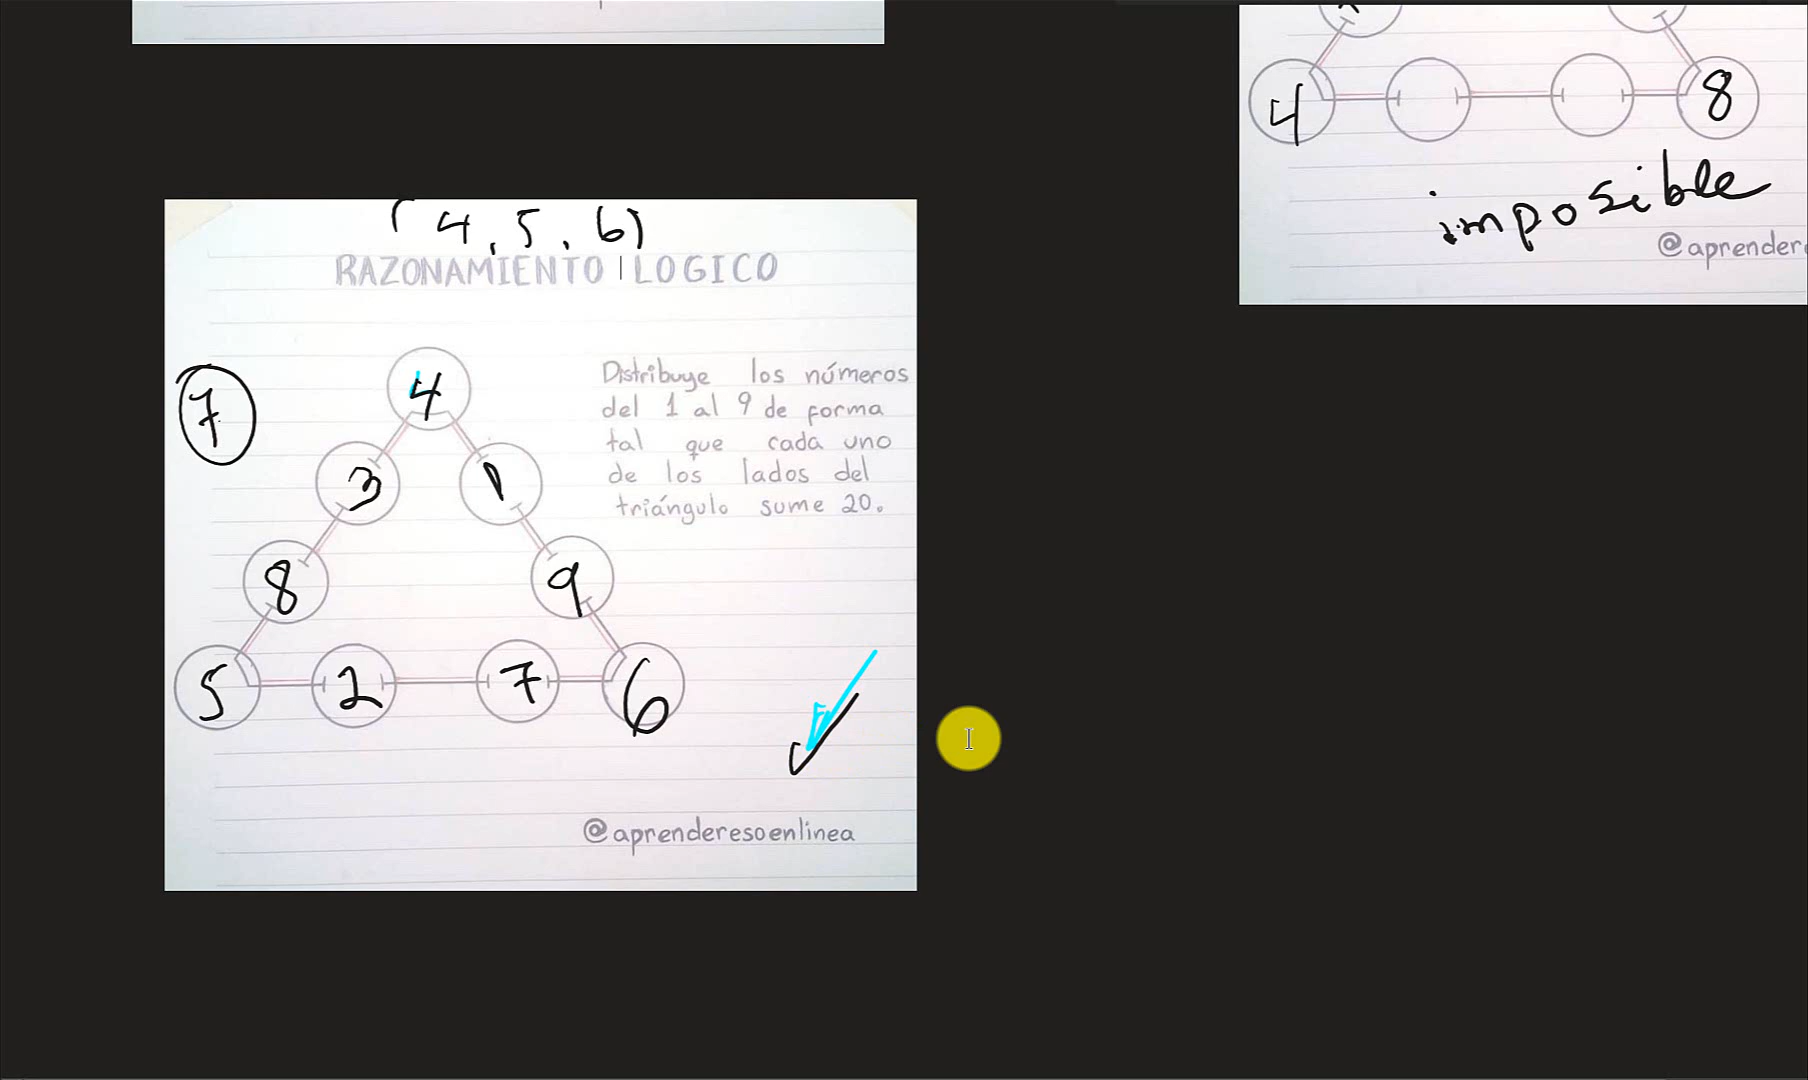 4
8
imposible
@aprender
( 4, 5, 6)
RAZONAMIENTO | LOGICO
7
4
Distribuye los números
del 1 al 9 de forma
tal que cada uno
de los lados del
triángulo sume 20.
3 1
8 9
5 2 7 6
@aprenderesoenlinea